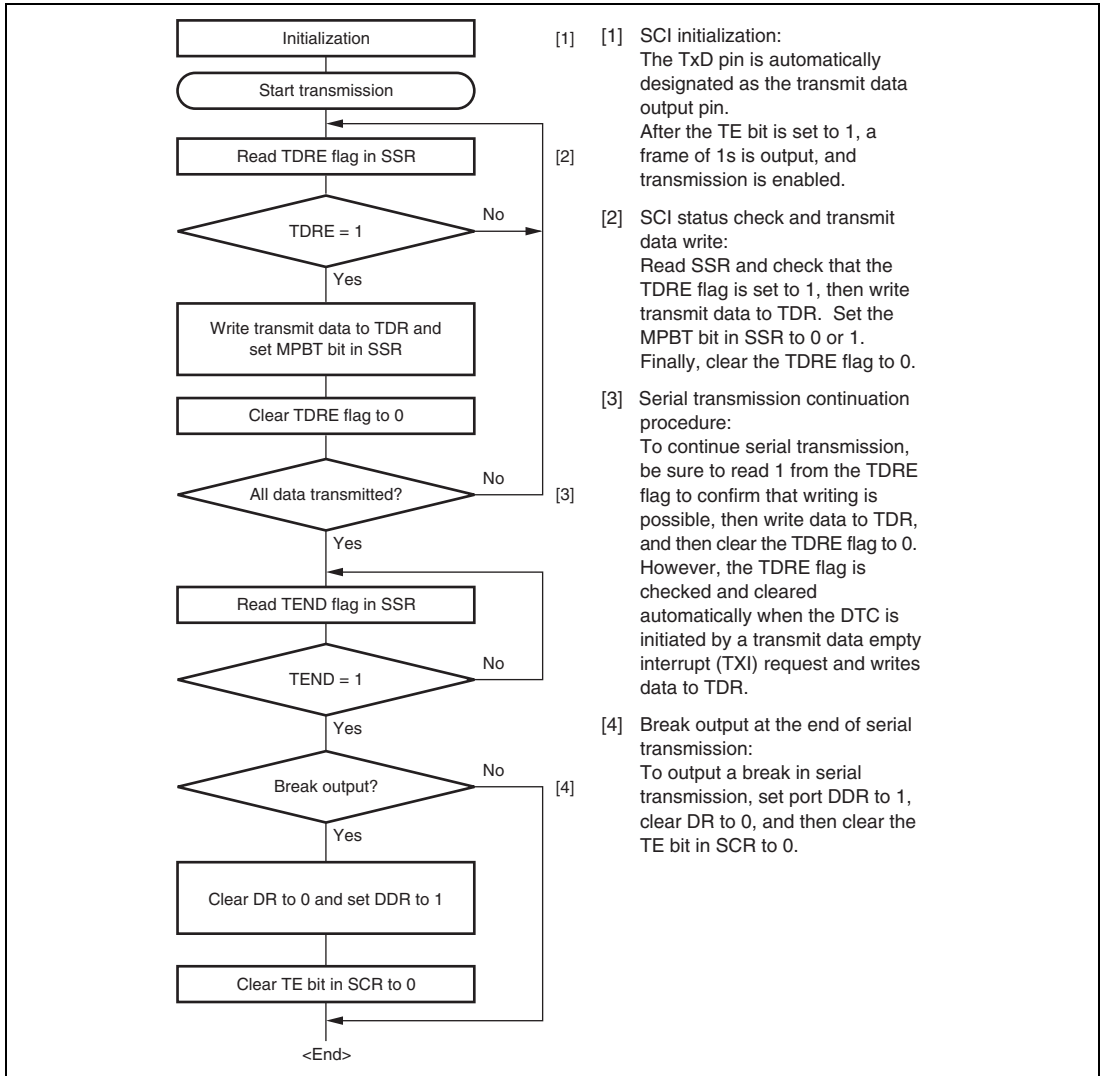 Initialization
[1]
Start transmission
Read TDRE flag in SSR
[2]
TDRE = 1
No
Yes
Write transmit data to TDR and
set MPBT bit in SSR
Clear TDRE flag to 0
All data transmitted?
No
[3]
Yes
Read TEND flag in SSR
TEND = 1
No
Yes
Break output?
No
[4]
Yes
Clear DR to 0 and set DDR to 1
Clear TE bit in SCR to 0
<End>
[1] SCI initialization:
The TxD pin is automatically
designated as the transmit data
output pin.
After the TE bit is set to 1, a
frame of 1s is output, and
transmission is enabled.
[2] SCI status check and transmit
data write:
Read SSR and check that the
TDRE flag is set to 1, then write
transmit data to TDR. Set the
MPBT bit in SSR to 0 or 1.
Finally, clear the TDRE flag to 0.
[3] Serial transmission continuation
procedure:
To continue serial transmission,
be sure to read 1 from the TDRE
flag to confirm that writing is
possible, then write data to TDR,
and then clear the TDRE flag to 0.
However, the TDRE flag is
checked and cleared
automatically when the DTC is
initiated by a transmit data empty
interrupt (TXI) request and writes
data to TDR.
[4] Break output at the end of serial
transmission:
To output a break in serial
transmission, set port DDR to 1,
clear DR to 0, and then clear the
TE bit in SCR to 0.